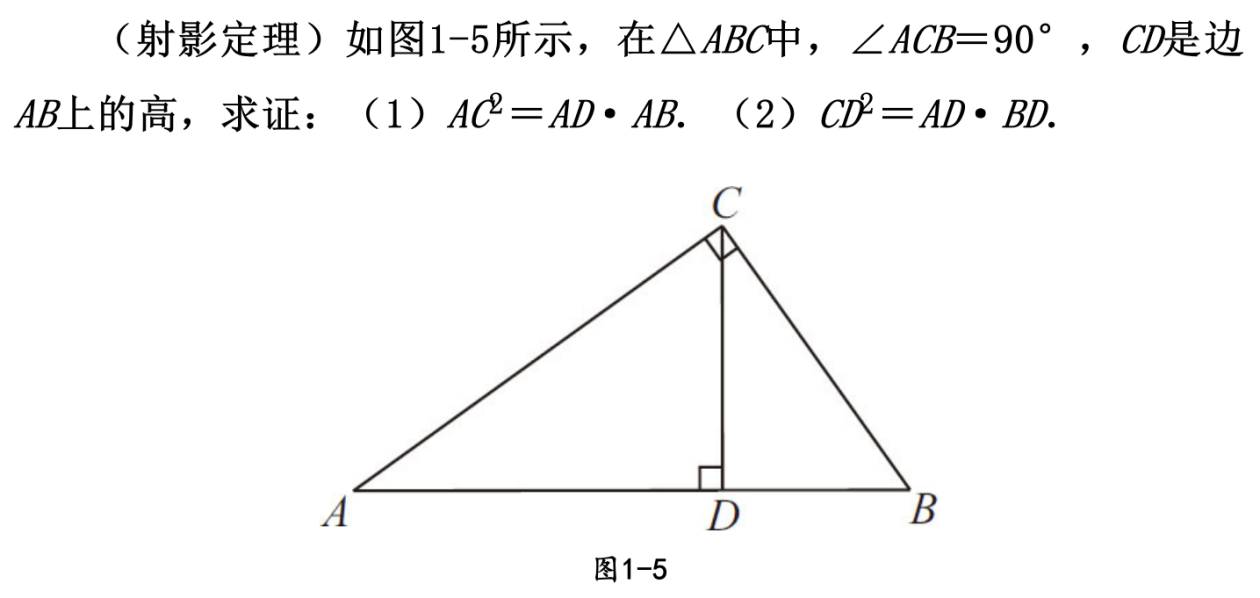 （射影定理）如图1-5所示，在△ABC中，∠ACB＝90°，CD是边
AB上的高，求证：（1）AC²＝AD·AB.（2）CD²＝AD·BD.
C
A
D
B
图1-5